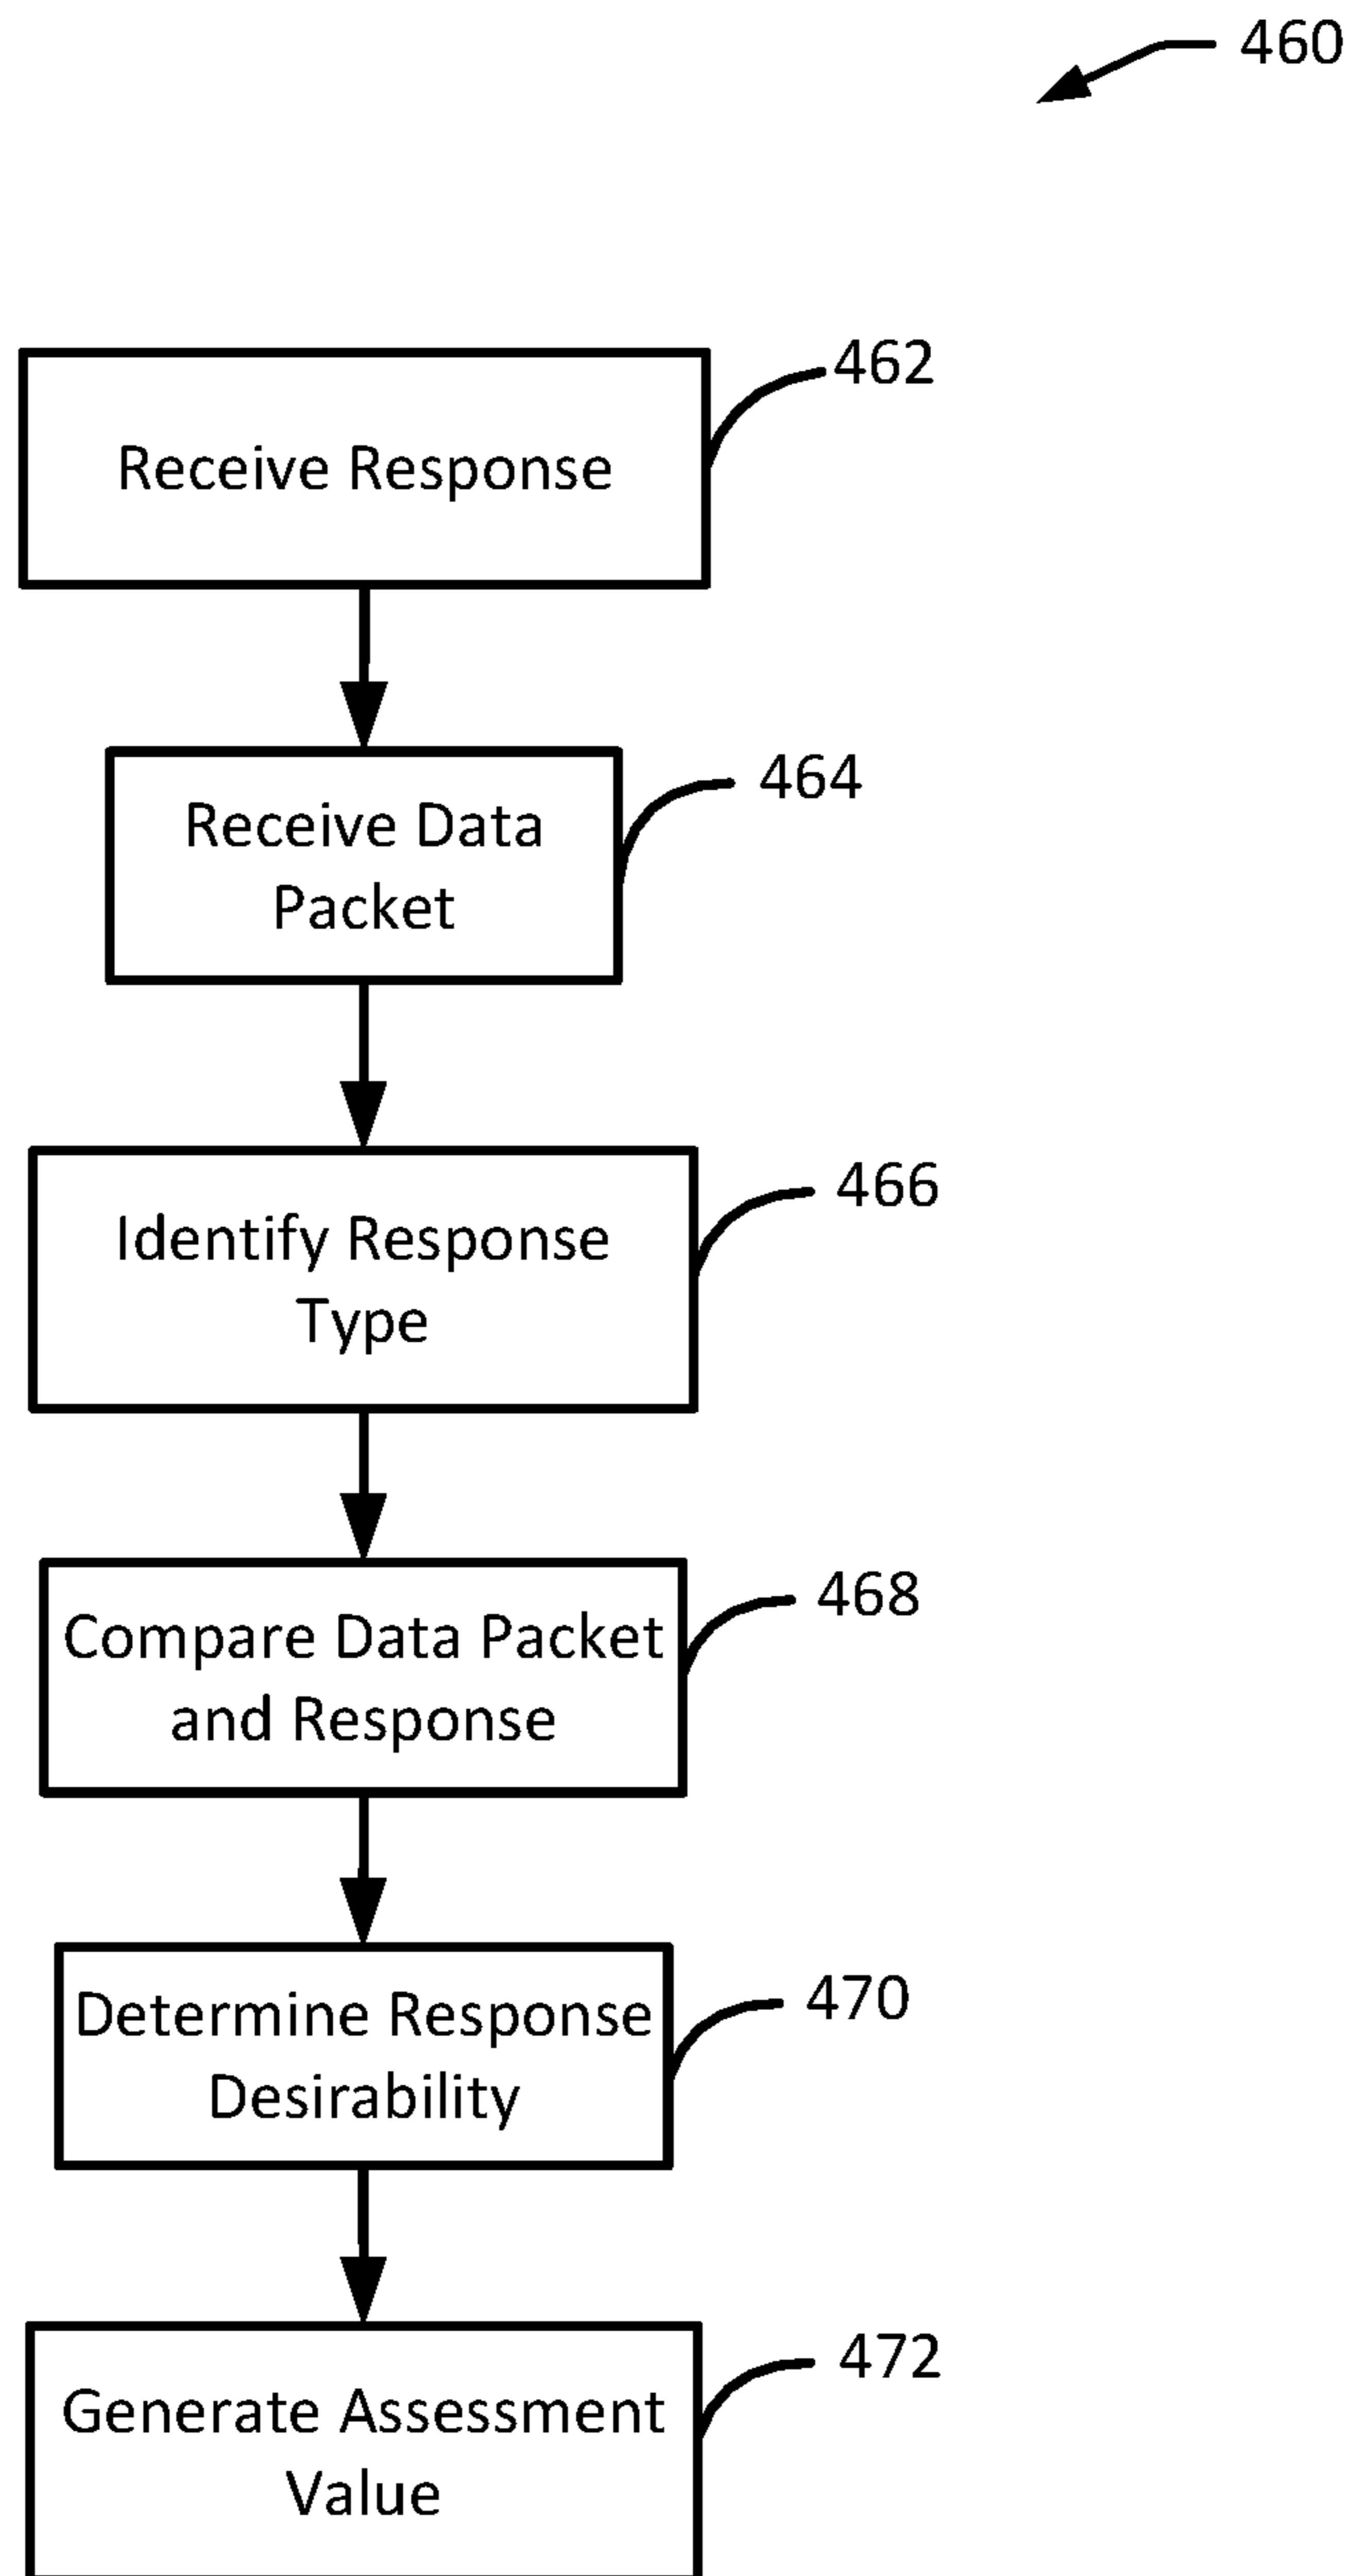 460
462
Receive Response
464
Receive Data
Packet
466
Identify Response
Type
468
Compare Data Packet
and Response
470
Determine Response
Desirability
472
Generate Assessment
Value